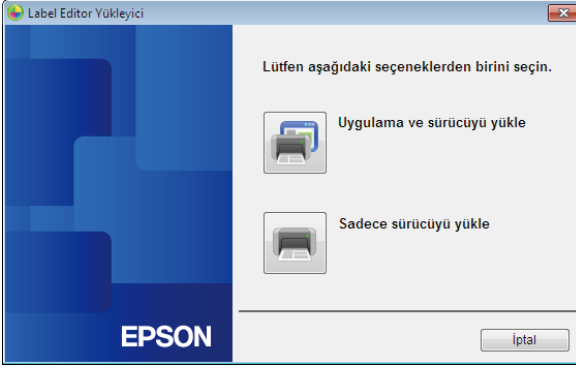 Label Editor Yükleyici
Lütfen aşağıdaki seçeneklerden birini seçin.
Uygulama ve sürücüyü yükle
Sadece sürücüyü yükle
EPSON
İptal